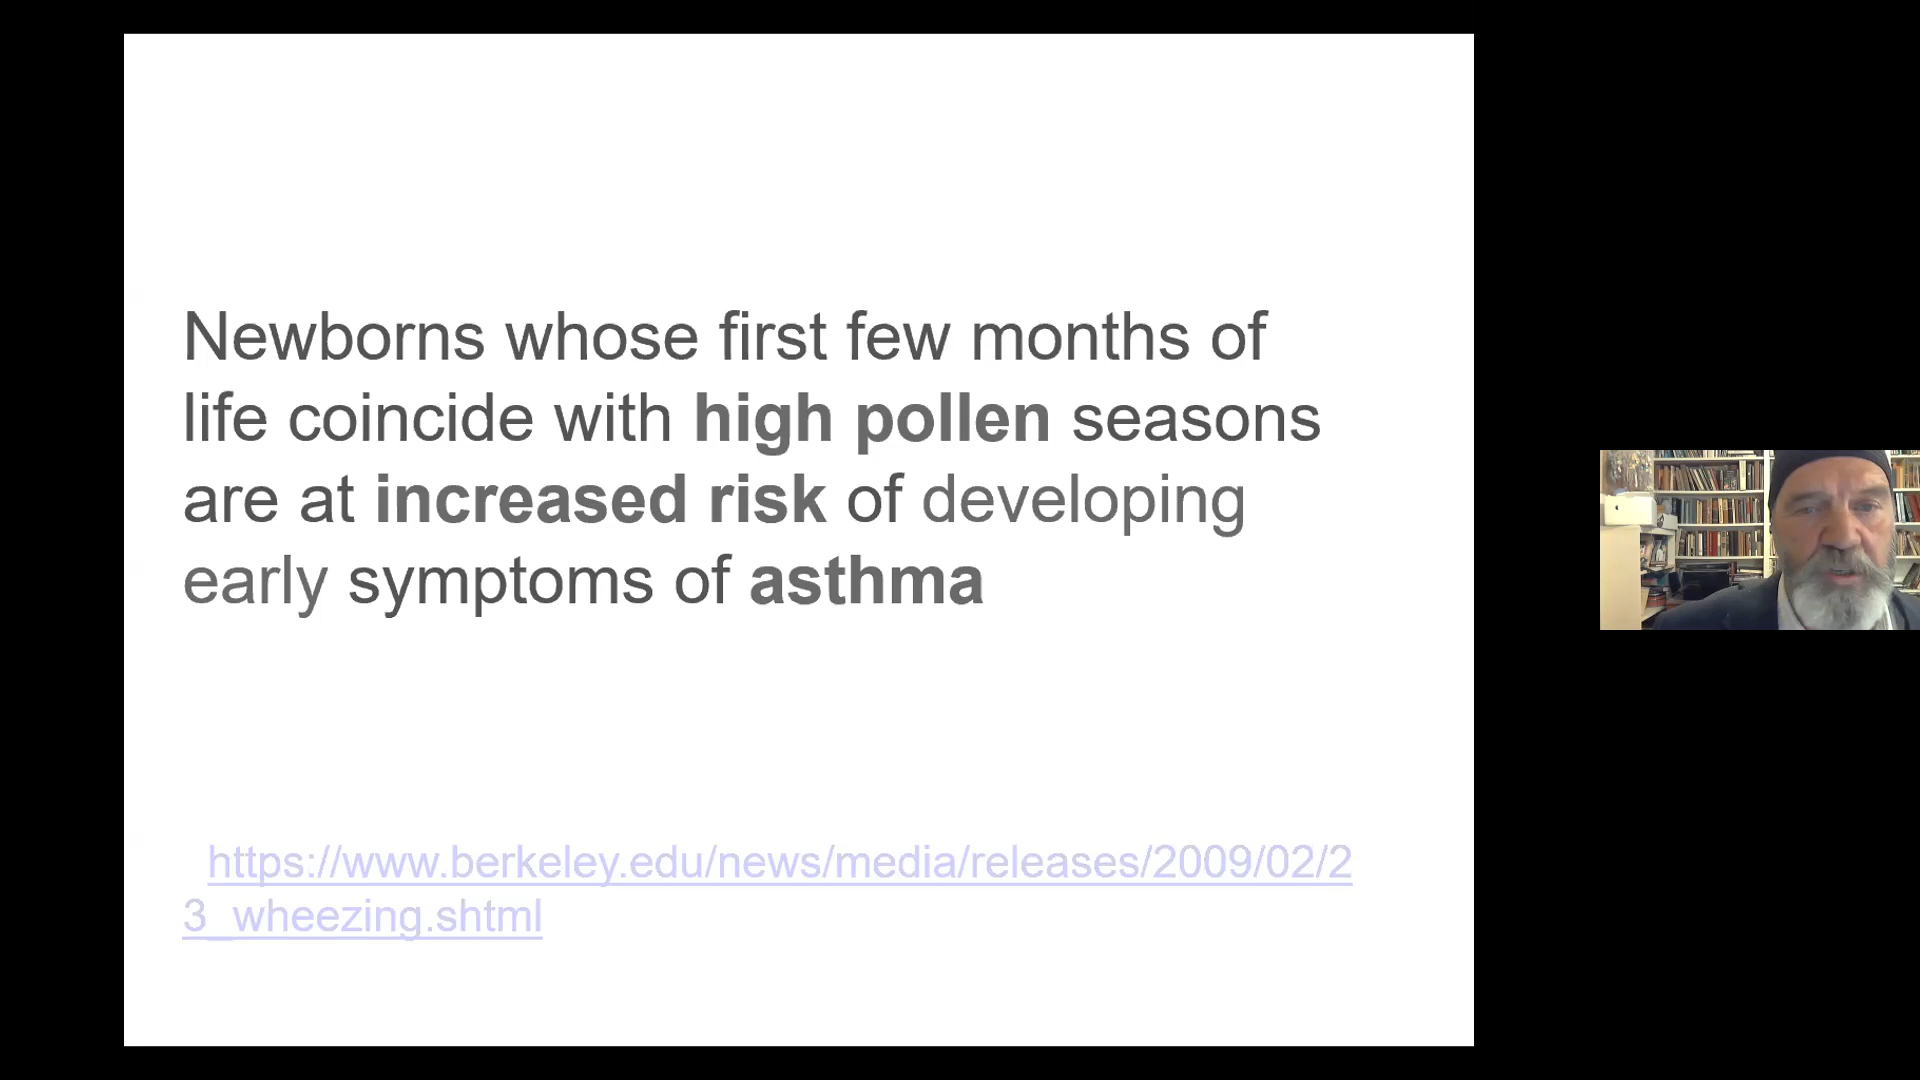 Newborns whose first few months of
life coincide with high pollen seasons
are at increased risk of developing
early symptoms of asthma
https://www.berkeley.edu/news/media/releases/2009/02/2
3_wheezing.shtml